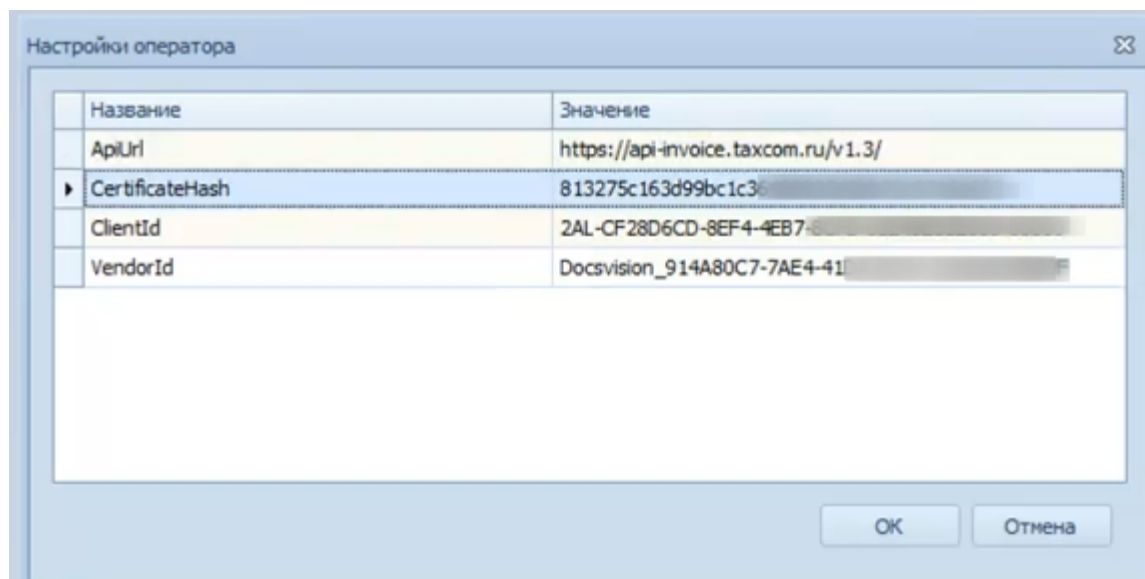 Настройки оператора
Название Значение
ApiUrl https://api-invoice.taxcom.ru/v1.3/
CertificateHash 813275c163d99bc1c36
ClientId 2AL-CF28D6CD-8EF4-4EB7-
VendorId Docsvision_914A80C7-7AE4-41
OK Отмена